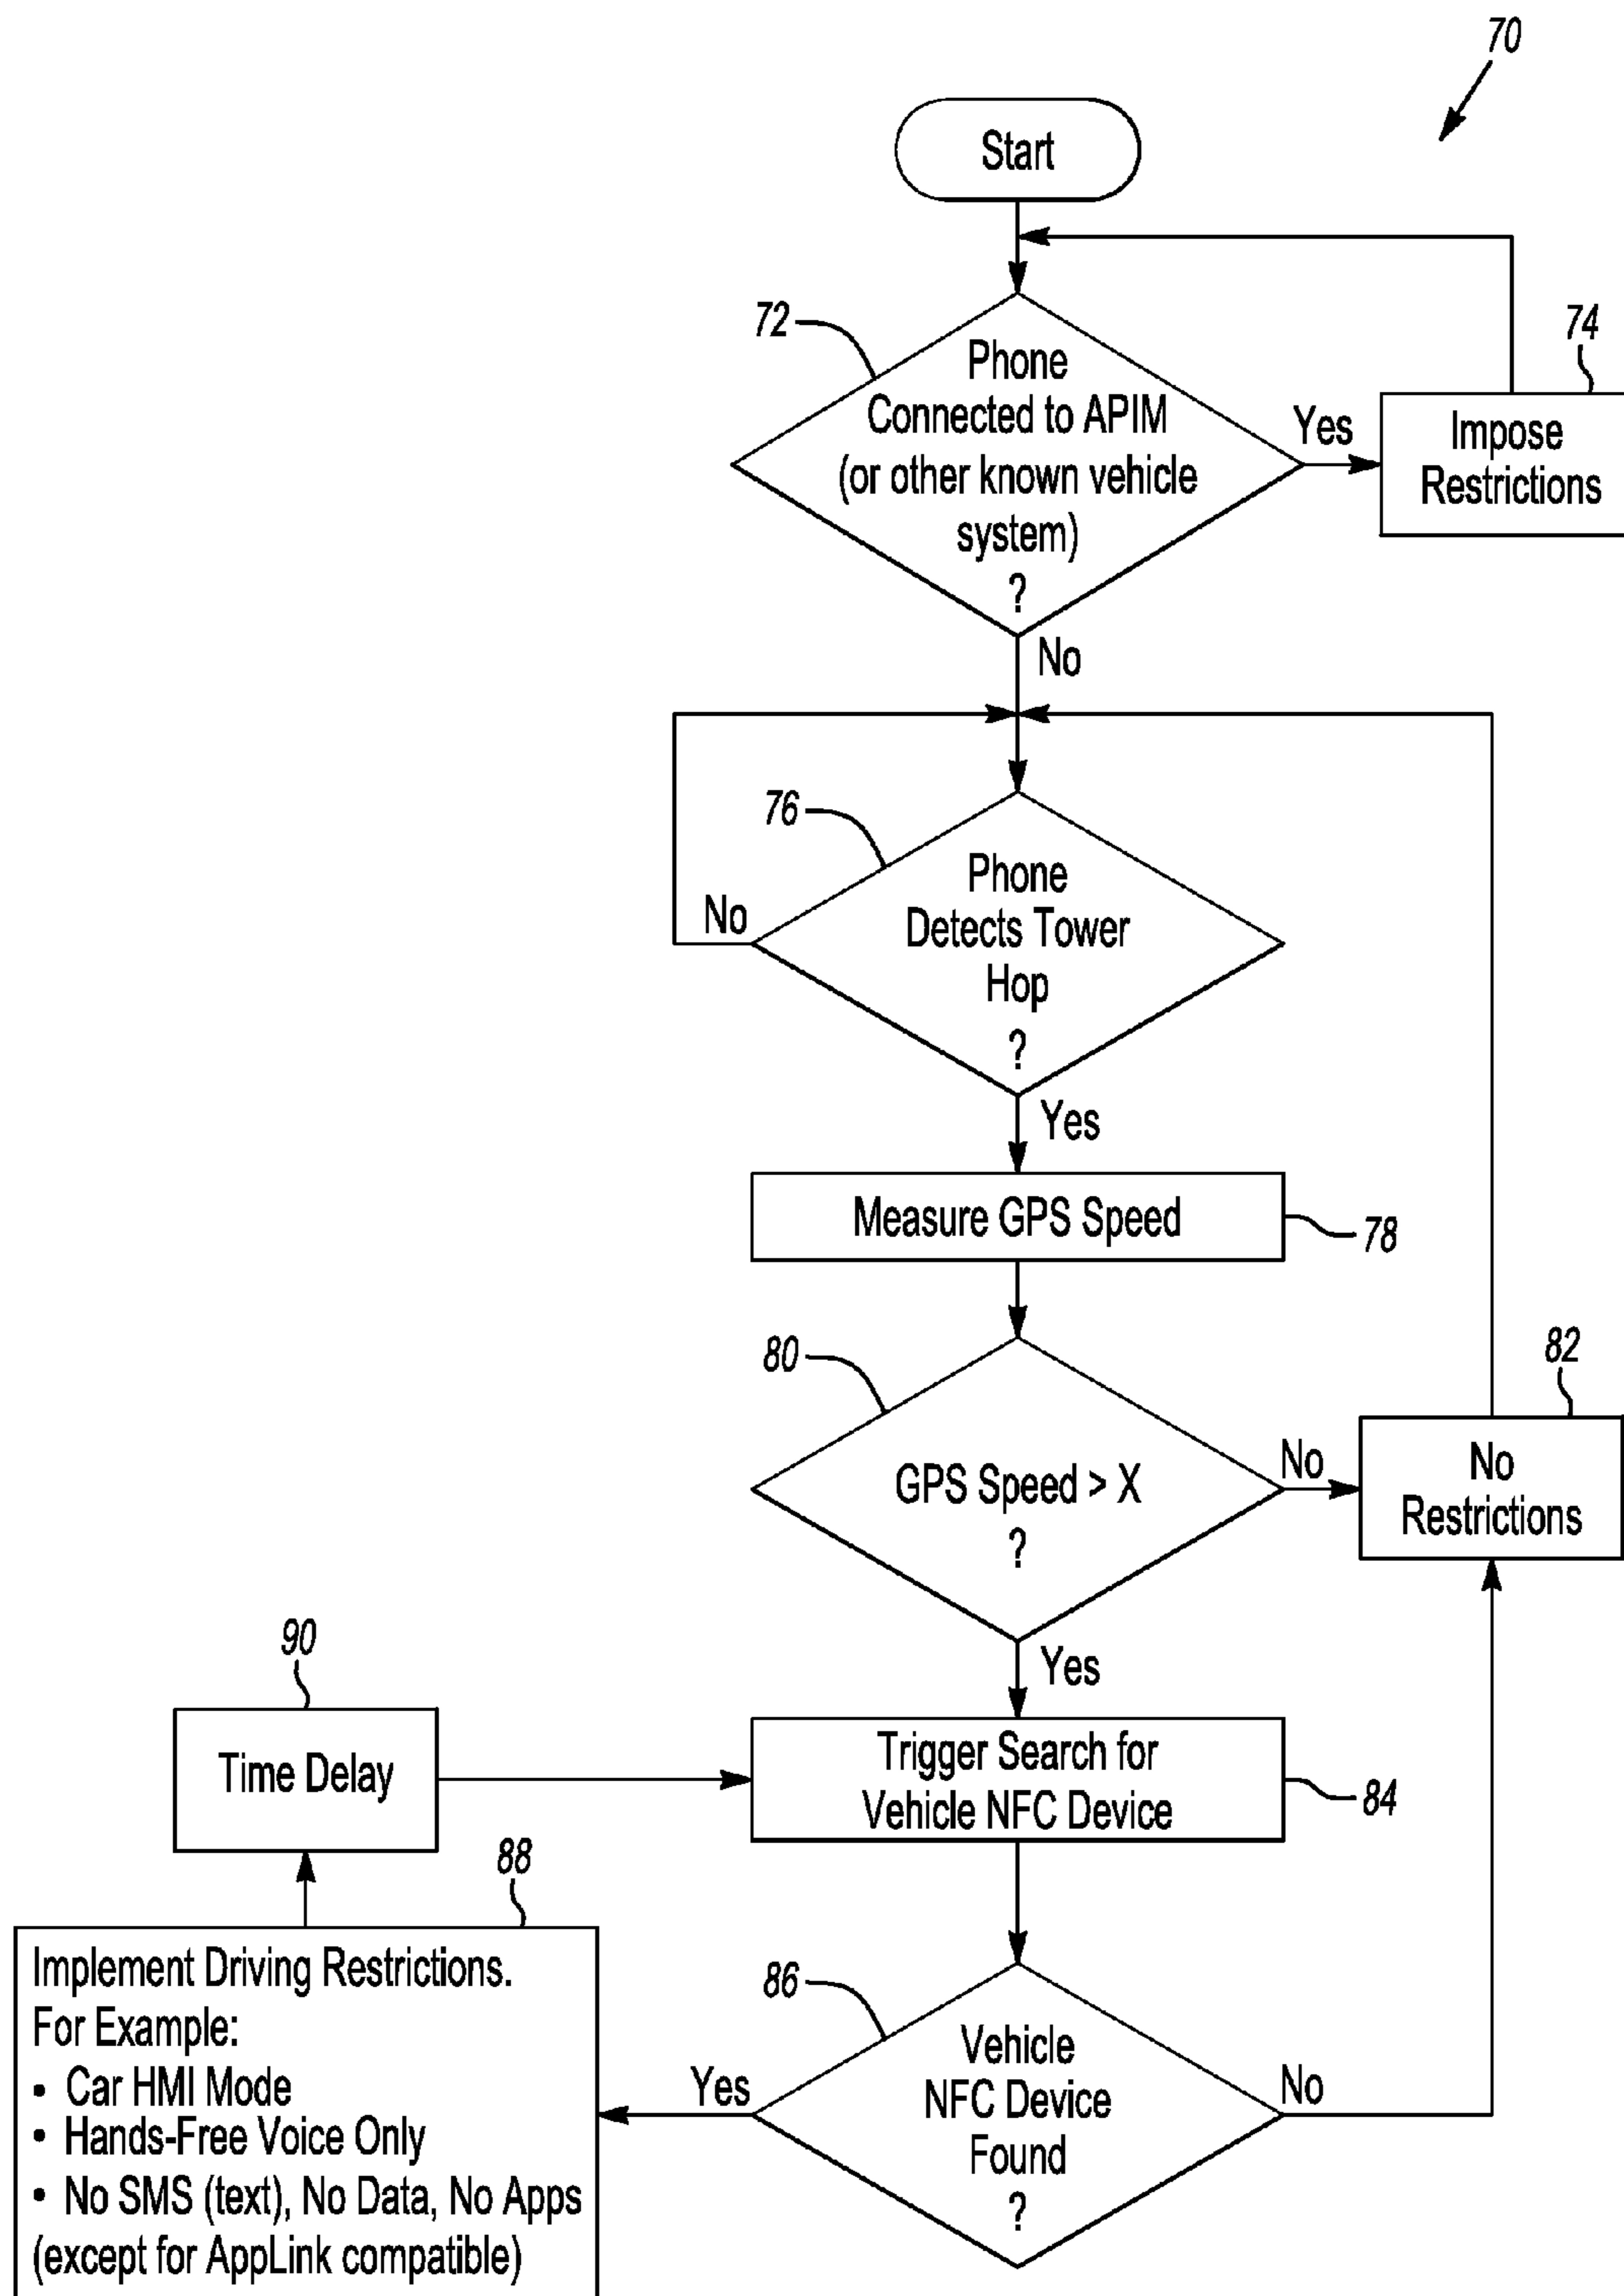 70
Start
72
Phone
Connected to APIM
(or other known vehicle
system)
?
Yes
74
Impose
Restrictions
No
76
Phone
Detects Tower
Hop
?
No
Yes
Measure GPS Speed
78
80
GPS Speed > X
?
No
82
No
Restrictions
Yes
90
Time Delay
Trigger Search for
Vehicle NFC Device
84
88
Implement Driving Restrictions.
For Example:
• Car HMI Mode
• Hands-Free Voice Only
• No SMS (text), No Data, No Apps
(except for AppLink compatible)
86
Vehicle
NFC Device
Found
?
Yes
No